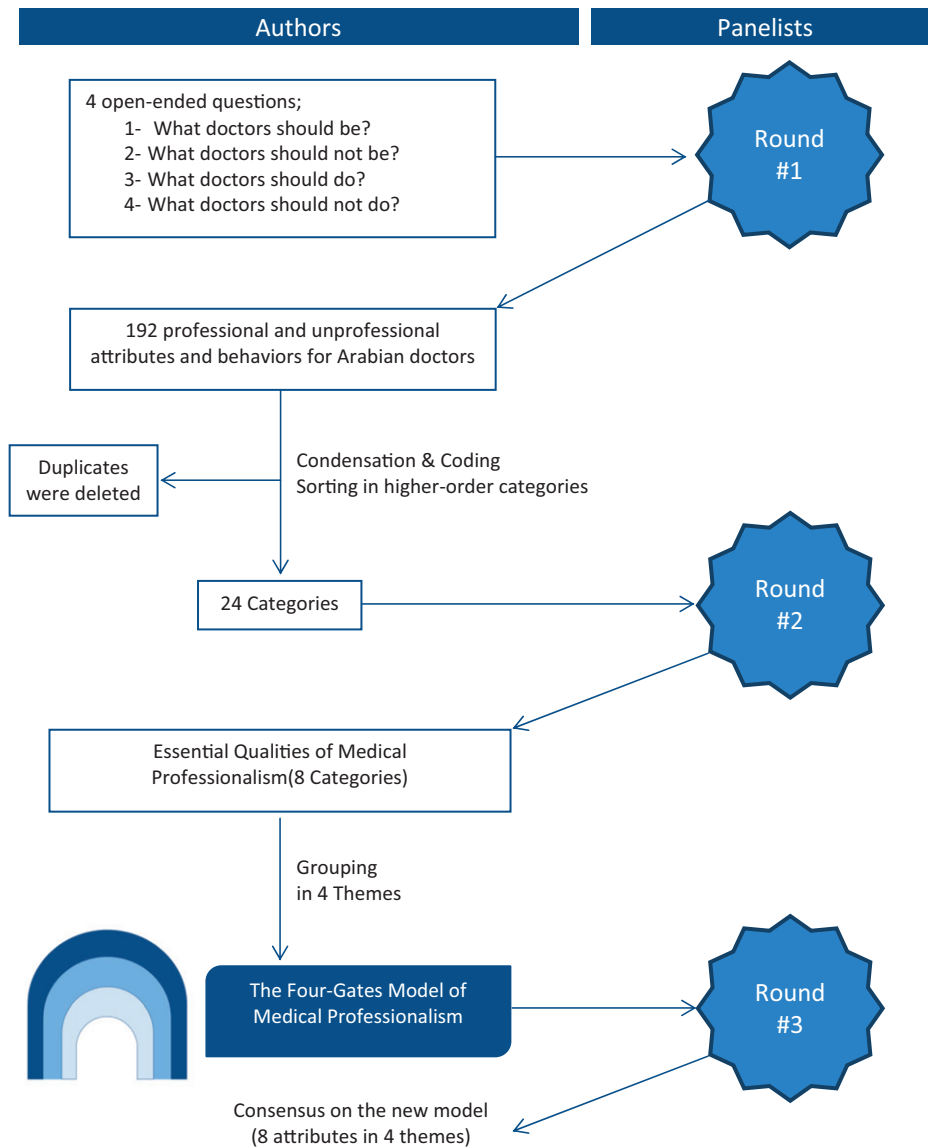 Authors
Panelists
4 open-ended questions;
1- What doctors should be?
2- What doctors should not be?
3- What doctors should do?
4- What doctors should not do?
Round
#1
192 professional and unprofessional
attributes and behaviors for Arabian doctors
Duplicates
were deleted
Condensation & Coding
Sorting in higher-order categories
24 Categories
Round
#2
Essential Qualities of Medical
Professionalism(8 Categories)
Grouping
in 4 Themes
The Four-Gates Model of
Medical Professionalism
Round
#3
Consensus on the new model
(8 attributes in 4 themes)